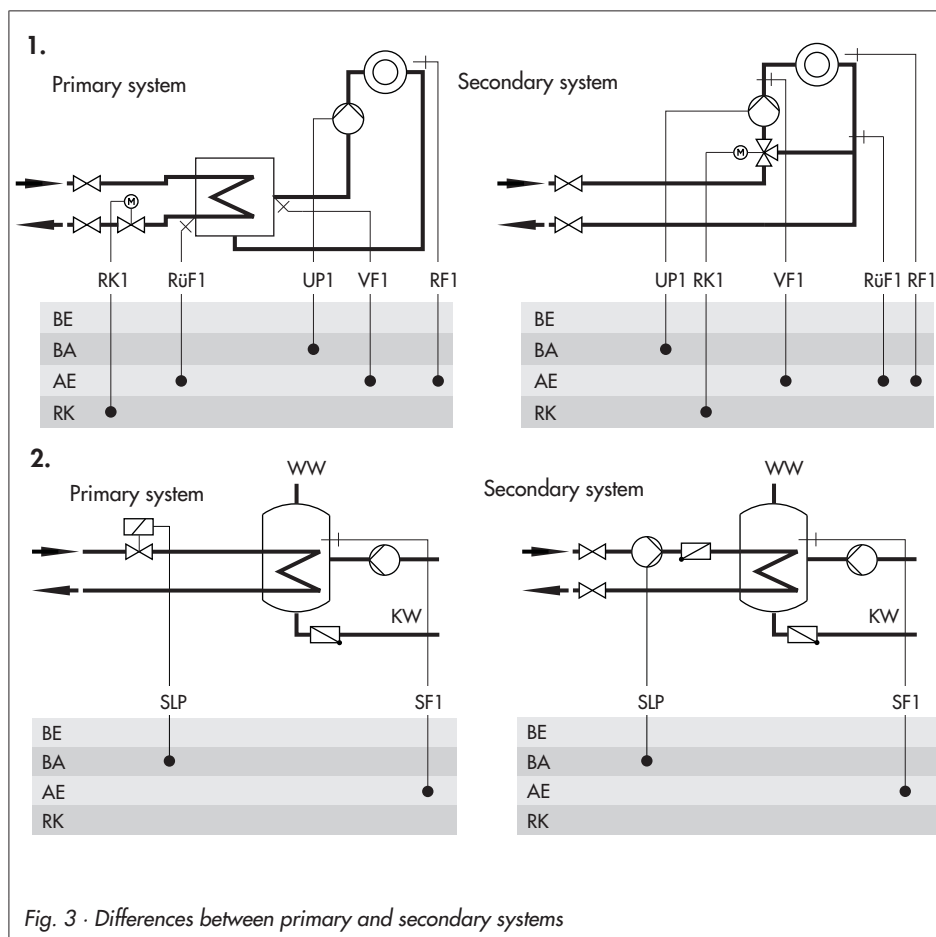 1.
Primary system
Secondary system
M
M
RK1 RüF1 UP1 VF1 RF1
UP1 RK1 VF1 RüF1 RF1
BE
BA
AE
RK
BE
BA
AE
RK
2.
Primary system
WW
KW
SLP SF1
BE
BA
AE
RK
Secondary system
WW
KW
SLP SF1
BE
BA
AE
RK
Fig. 3 · Differences between primary and secondary systems